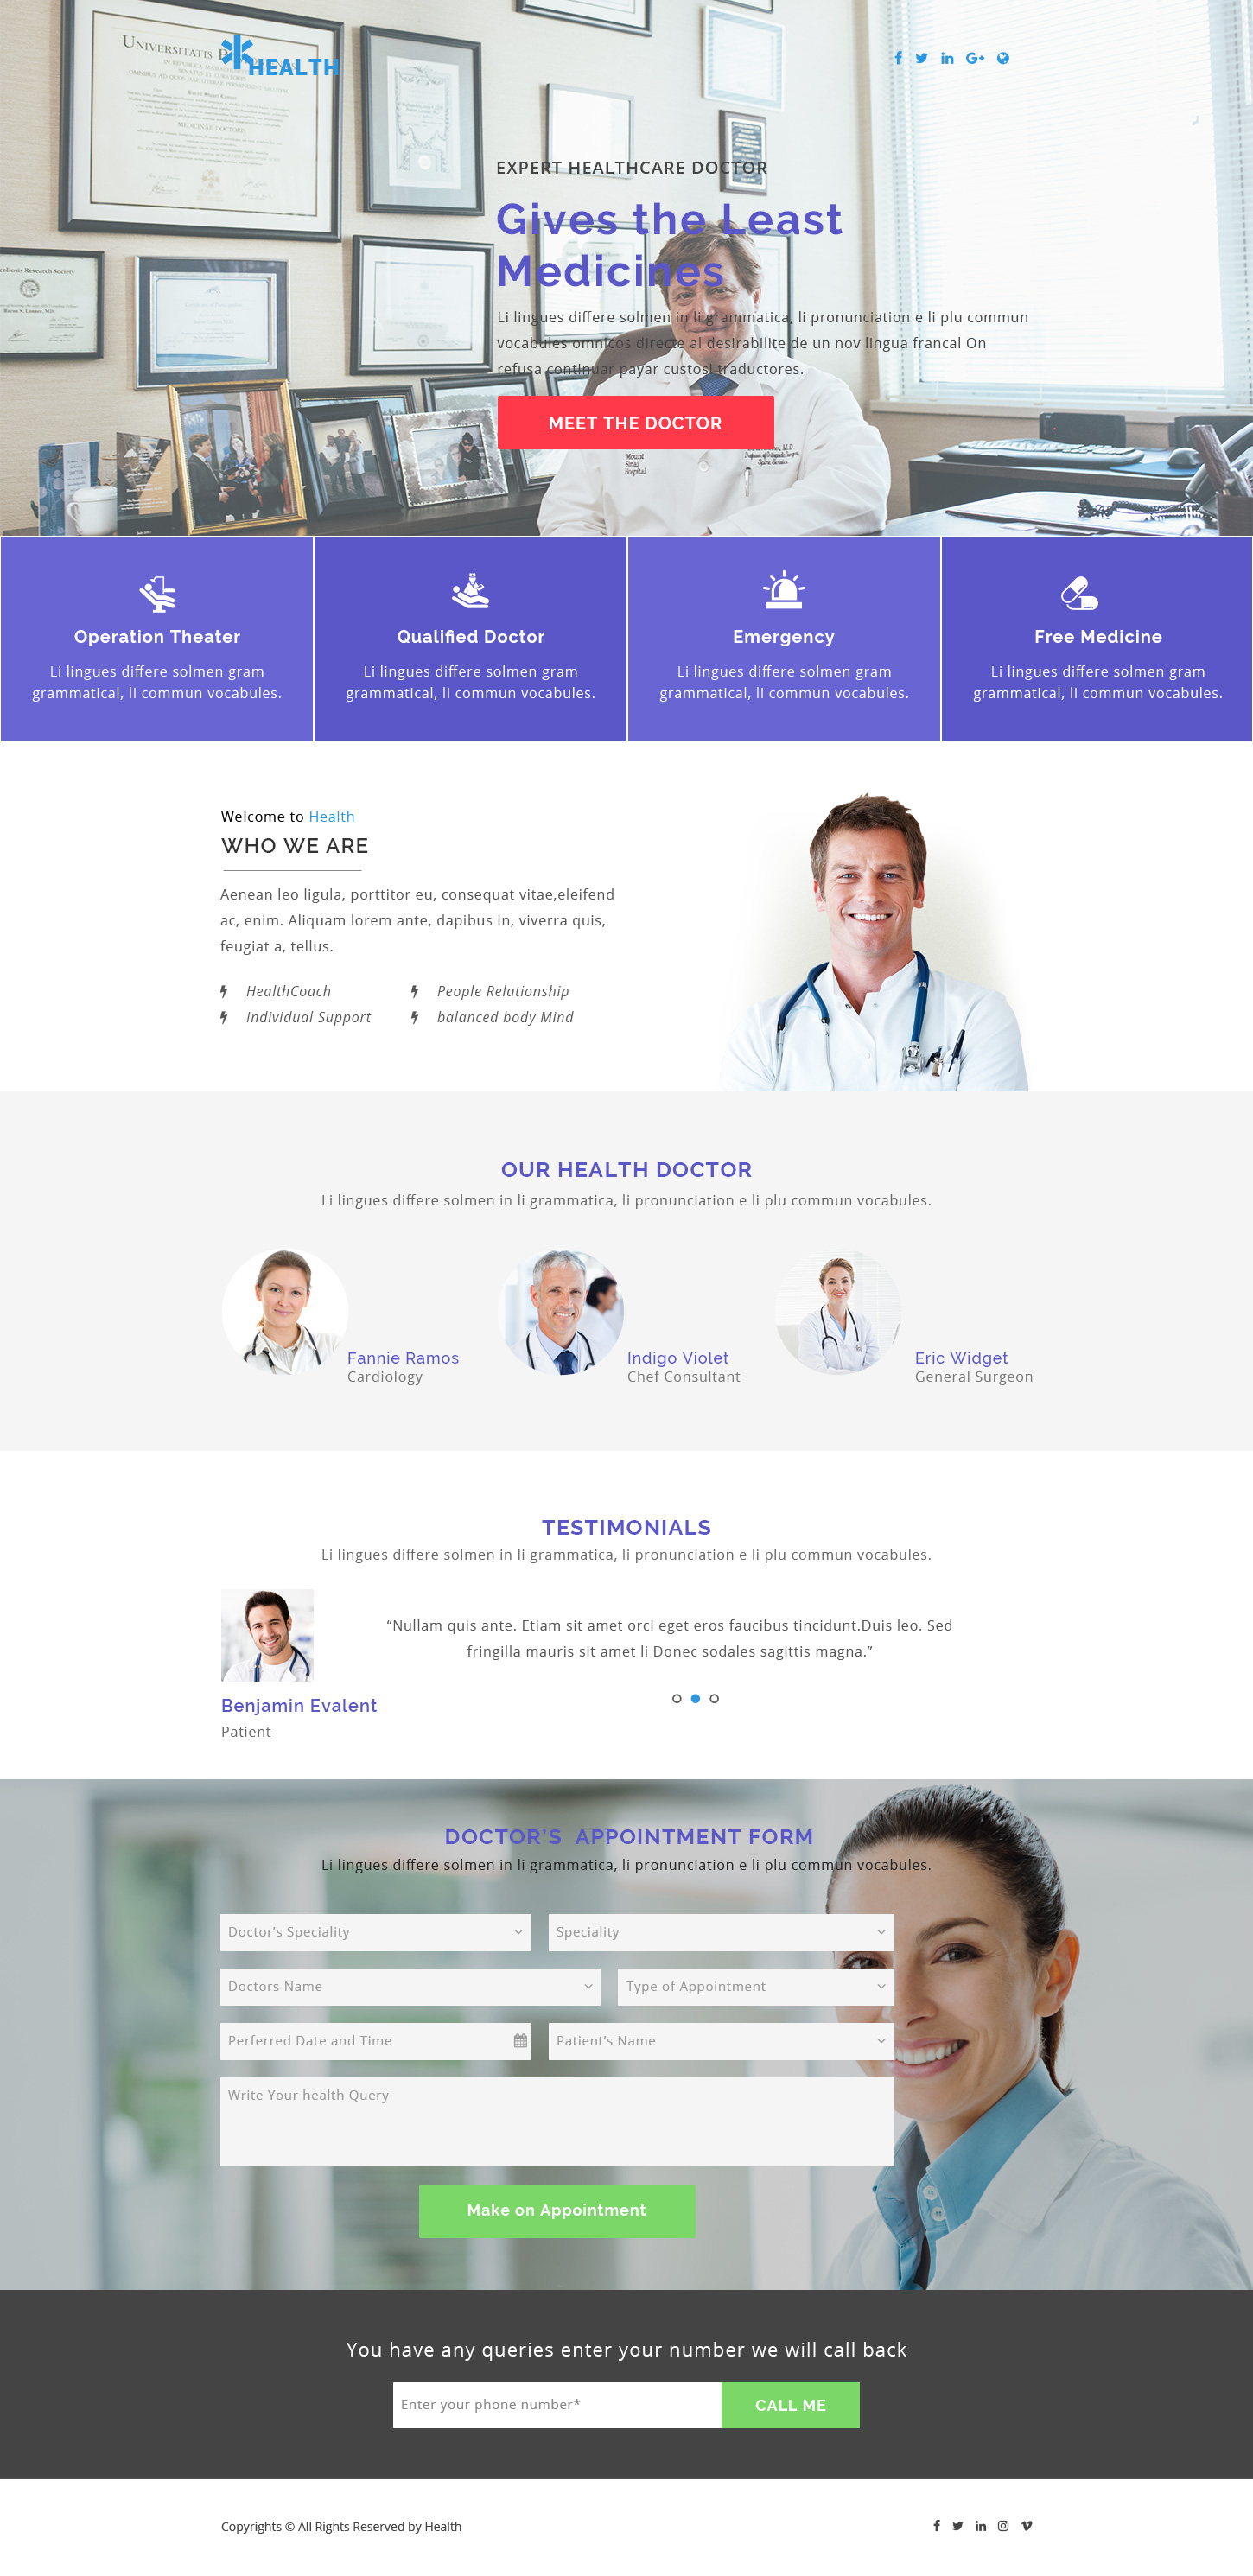 UNIVERSITATIS
HEALTH
EXPERT HEALTHCARE DOCTOR
Gives the Least
Medicines
Li lingues differe solmen in li grammatica, li pronunciation e li plu commun
vocabules omnicos directe al desirabilite de un nov lingua francal On
refusa continuar payar custosi traductores.
MEET THE DOCTOR
Mount
Sinai
Hospital
Operation Theater
Li lingues differe solmen gram
grammatical, li commun vocabules.
Qualified Doctor
Li lingues differe solmen gram
grammatical, li commun vocabules.
Emergency
Li lingues differe solmen gram
grammatical, li commun vocabules.
Free Medicine
Li lingues differe solmen gram
grammatical, li commun vocabules.
Welcome to Health
WHO WE ARE
Aenean leo ligula, porttitor eu, consequat vitae,eleifend
ac, enim. Aliquam lorem ante, dapibus in, viverra quis,
feugiat a, tellus.
HealthCoach
People Relationship
Individual Support
balanced body Mind
OUR HEALTH DOCTOR
Li lingues differe solmen in li grammatica, li pronunciation e li plu commun vocabules.
Fannie Ramos
Cardiology
Indigo Violet
Chef Consultant
Eric Widget
General Surgeon
TESTIMONIALS
Li lingues differe solmen in li grammatica, li pronunciation e li plu commun vocabules.
“Nullam quis ante. Etiam sit amet orci eget eros faucibus tincidunt.Duis leo. Sed
fringilla mauris sit amet li Donec sodales sagittis magna.”
Benjamin Evalent
Patient
DOCTOR’S APPOINTMENT FORM
Li lingues differe solmen in li grammatica, li pronunciation e li plu commun vocabules.
Doctor’s Speciality
Speciality
Doctors Name
Type of Appointment
Perferred Date and Time
Patient’s Name
Write Your health Query
Make on Appointment
You have any queries enter your number we will call back
Enter your phone number*
CALL ME
Copyrights © All Rights Reserved by Health